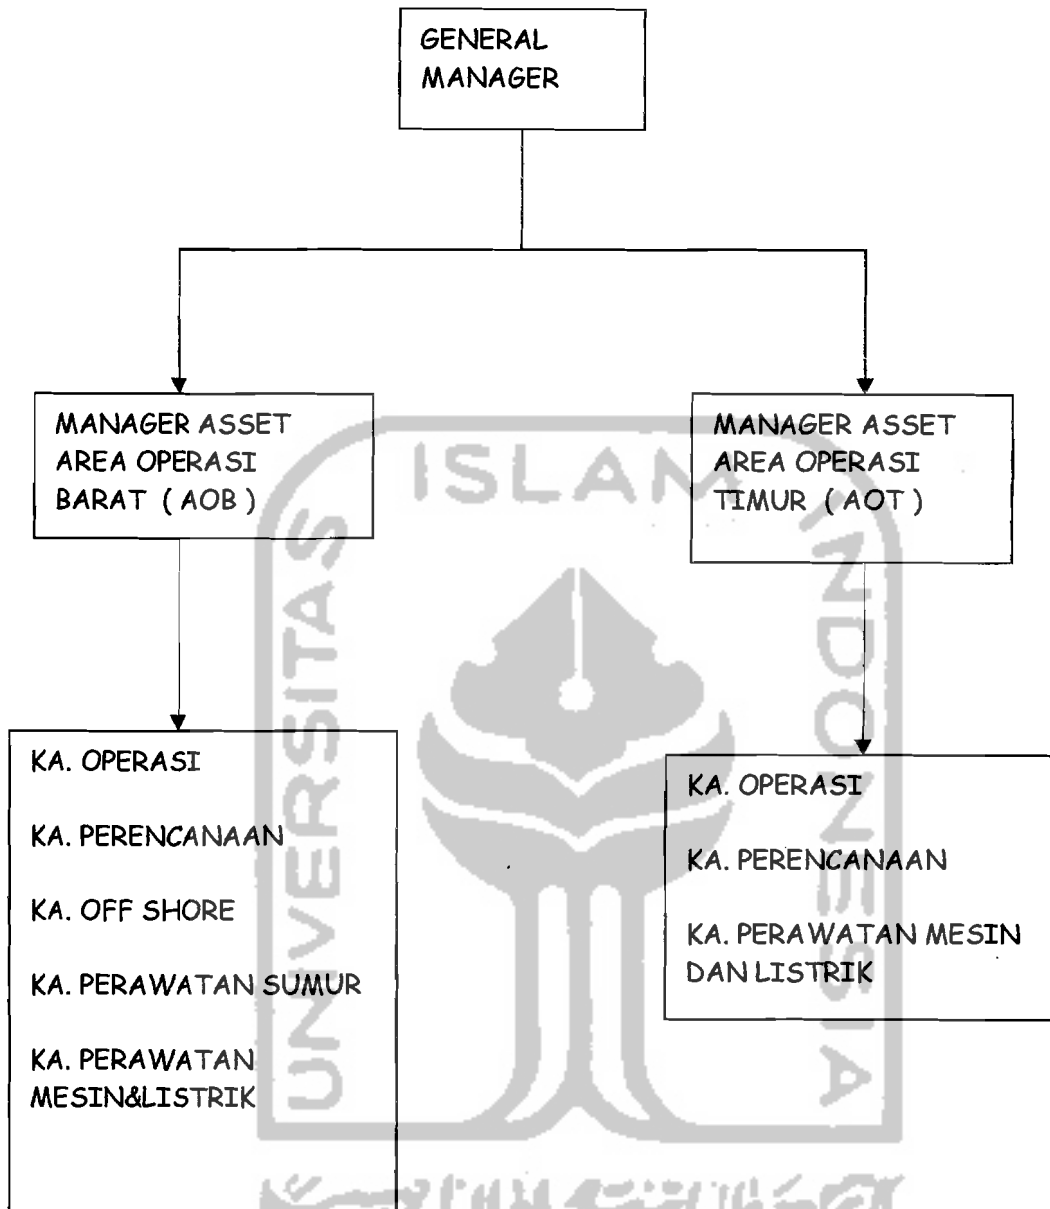 GENERAL
MANAGER
MANAGER ASSET
AREA OPERASI
BARAT ( AOB )
MANAGER ASSET
AREA OPERASI
TIMUR ( AOT )
KA. OPERASI
KA. PERENCANAAN
KA. OFF SHORE
KA. PERAWATAN SUMUR
KA. PERAWATAN
MESIN&LISTRIK
KA. OPERASI
KA. PERENCANAAN
KA. PERAWATAN MESIN
DAN LISTRIK
UNIVERSITAS
ISLAM
INDONESIA